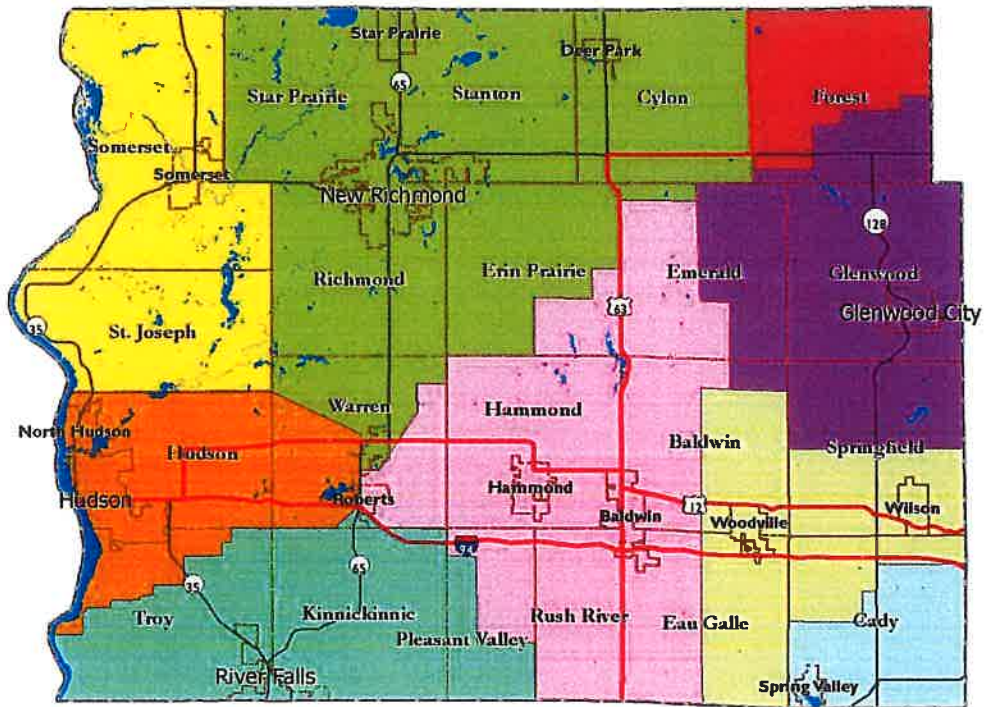 Star Prairie
Deer Park
65
Star Prairie
Stanton
Cylon
Forest
Somerset
Somerset
New Richmond
128
Richmond
Erin Prairie
Emerald
Glenwood
63
Glenwood City
35
St. Joseph
Warren
Hammond
North Hudson
Hudson
Baldwin
Springfield
Hudson
Roberts
Hammond
Baldwin
12
Woodville
Wilson
94
65
35
Troy
Kinnickinnic
Pleasant Valley
Rush River
Eau Galle
Cady
River Falls
Spring Valley